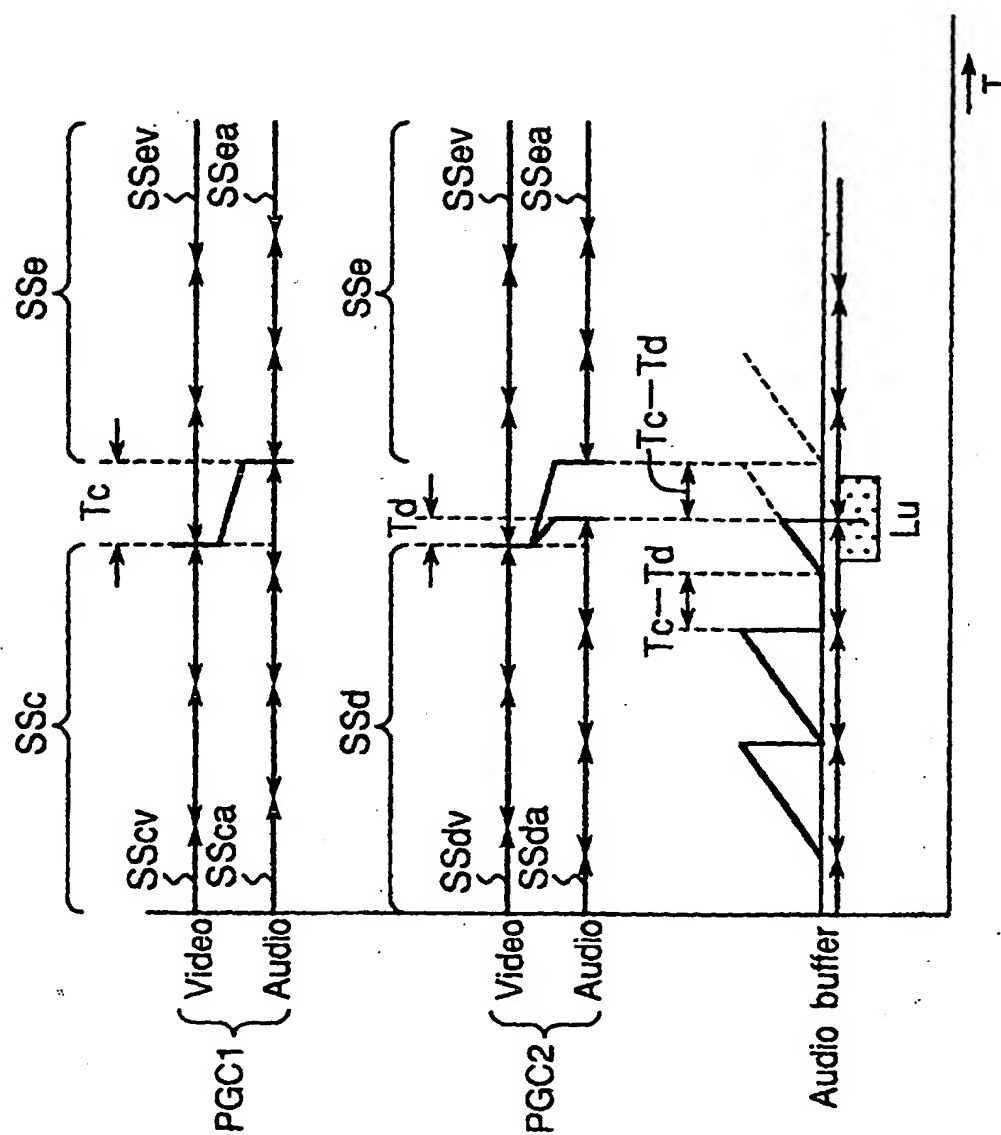 SSc
SSe
Tc
SScv
SSev.
SSca
SSea
Video
Audio
PGC1
SSd
SSe
Td
SSdv
SSev
SSda
SSea
Video
Audio
PGC2
Tc—Td
Tc—Td
Audio buffer
Lu
T